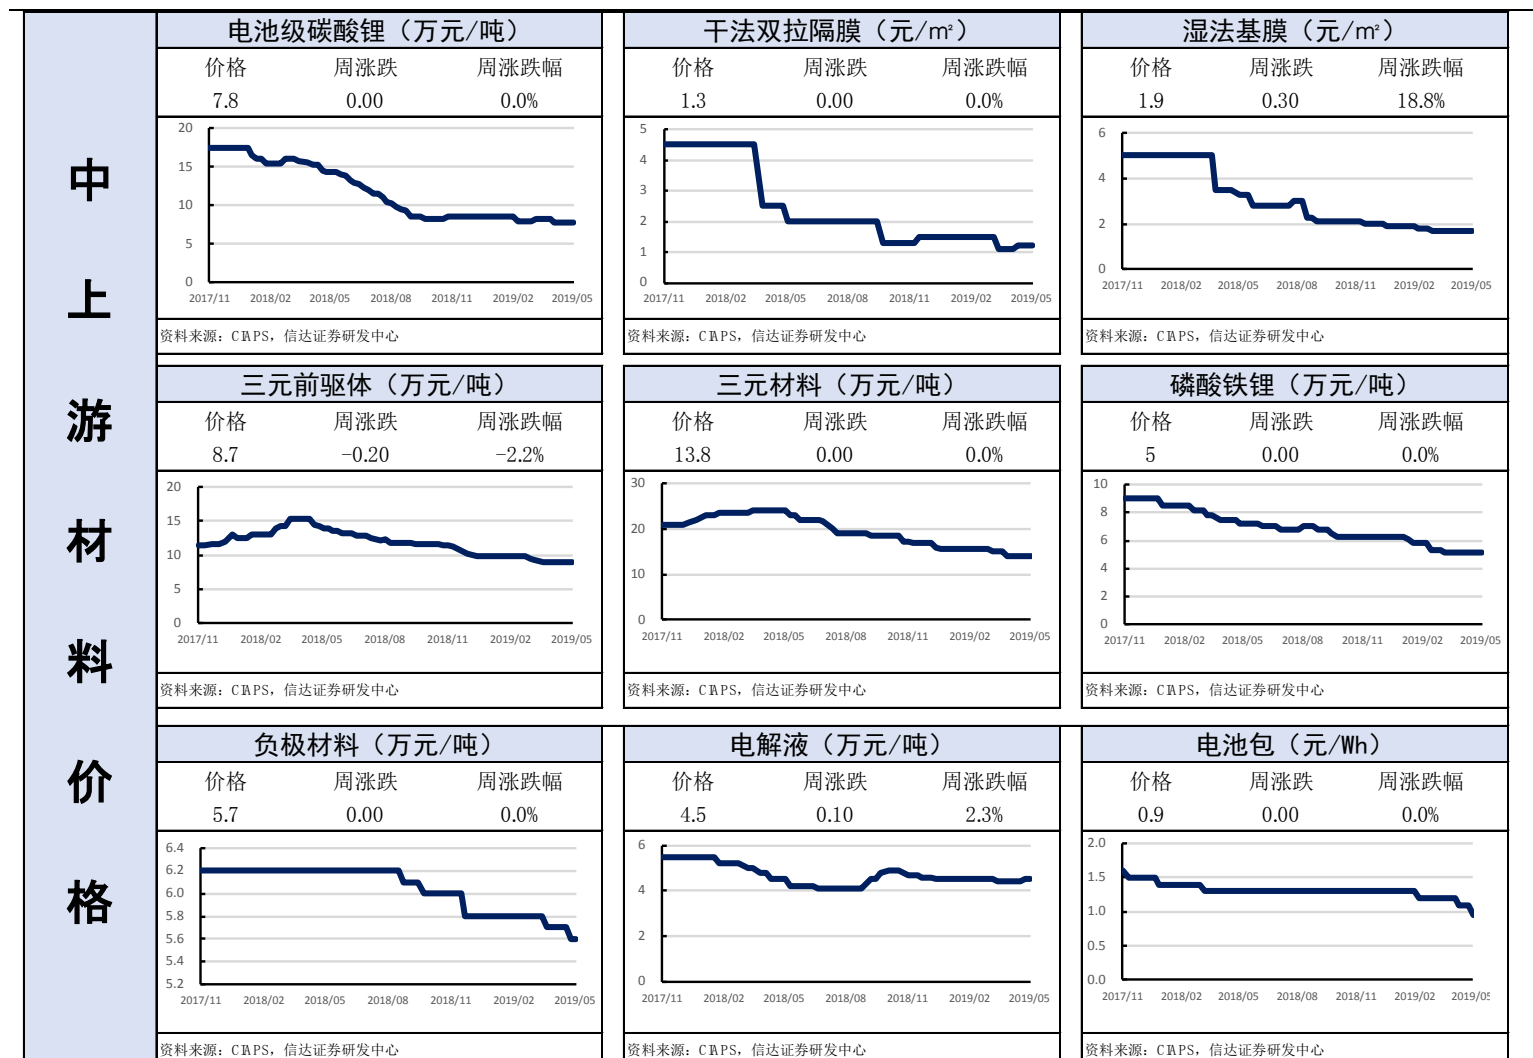 中上游材料价格
电池级碳酸锂（万元/吨）
价格 周涨跌 周涨跌幅
7.8 0.00 0.0%
20
15
10
5
0
2017/11 2018/02 2018/05 2018/08 2018/11 2019/02 2019/05
资料来源：CIAPS，信达证券研发中心
干法双拉隔膜（元/㎡）
价格 周涨跌 周涨跌幅
1.3 0.00 0.0%
5
4
3
2
1
0
2017/11 2018/02 2018/05 2018/08 2018/11 2019/02 2019/05
资料来源：CIAPS，信达证券研发中心
湿法基膜（元/㎡）
价格 周涨跌 周涨跌幅
1.9 0.30 18.8%
6
4
2
0
2017/11 2018/02 2018/05 2018/08 2018/11 2019/02 2019/05
资料来源：CIAPS，信达证券研发中心
三元前驱体（万元/吨）
价格 周涨跌 周涨跌幅
8.7 -0.20 -2.2%
20
15
10
5
0
2017/11 2018/02 2018/05 2018/08 2018/11 2019/02 2019/05
资料来源：CIAPS，信达证券研发中心
三元材料（万元/吨）
价格 周涨跌 周涨跌幅
13.8 0.00 0.0%
30
20
10
0
2017/11 2018/02 2018/05 2018/08 2018/11 2019/02 2019/05
资料来源：CIAPS，信达证券研发中心
磷酸铁锂（万元/吨）
价格 周涨跌 周涨跌幅
5 0.00 0.0%
10
8
6
4
2
0
2017/11 2018/02 2018/05 2018/08 2018/11 2019/02 2019/05
资料来源：CIAPS，信达证券研发中心
负极材料（万元/吨）
价格 周涨跌 周涨跌幅
5.7 0.00 0.0%
6.4
6.2
6.0
5.8
5.6
5.4
5.2
2017/11 2018/02 2018/05 2018/08 2018/11 2019/02 2019/05
资料来源：CIAPS，信达证券研发中心
电解液（万元/吨）
价格 周涨跌 周涨跌幅
4.5 0.10 2.3%
6
4
2
0
2017/11 2018/02 2018/05 2018/08 2018/11 2019/02 2019/05
资料来源：CIAPS，信达证券研发中心
电池包（元/Wh）
价格 周涨跌 周涨跌幅
0.9 0.00 0.0%
2.0
1.5
1.0
0.5
0.0
2017/11 2018/02 2018/05 2018/08 2018/11 2019/02 2019/05
资料来源：CIAPS，信达证券研发中心